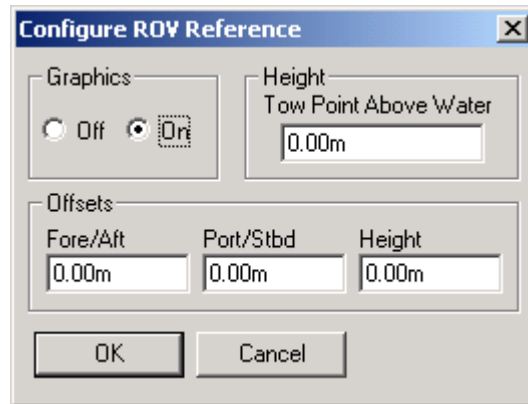 Configure ROV Reference
Graphics
Off On
Height
Tow Point Above Water
0.00m
Offsets
Fore/Aft Port/Stbd Height
0.00m 0.00m 0.00m
OK Cancel